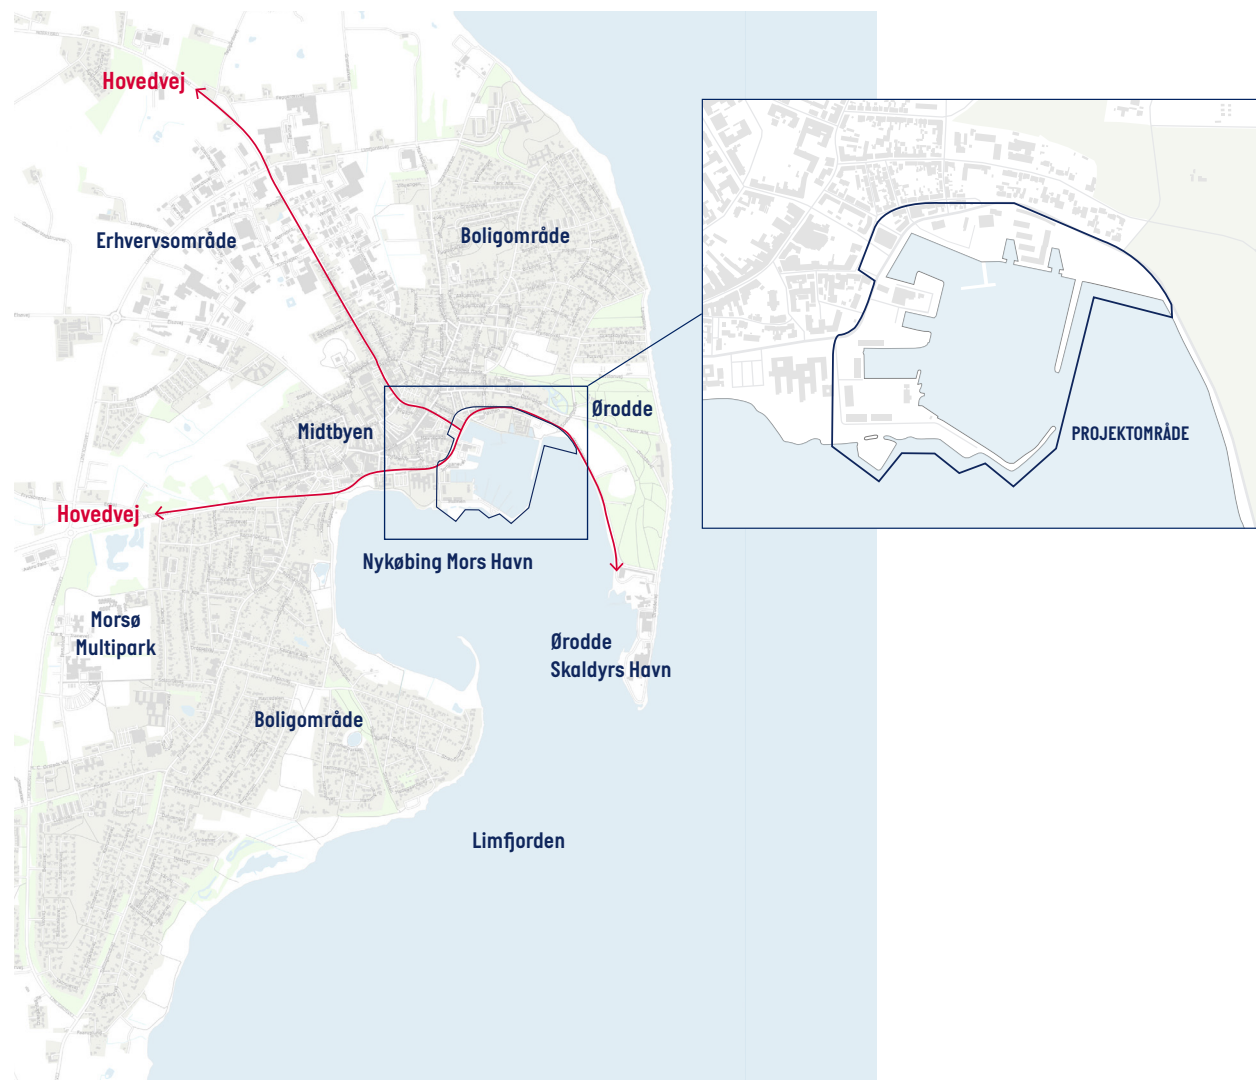 Hovedvej
Erhvervsområde
Boligområde
Ørodde
Midtbyen
PROJEKTOMRÅDE
Hovedvej
Nykøbing Mors Havn
Morsø
Multipark
Ørodde
Skaldyrs Havn
Boligområde
Limfjorden